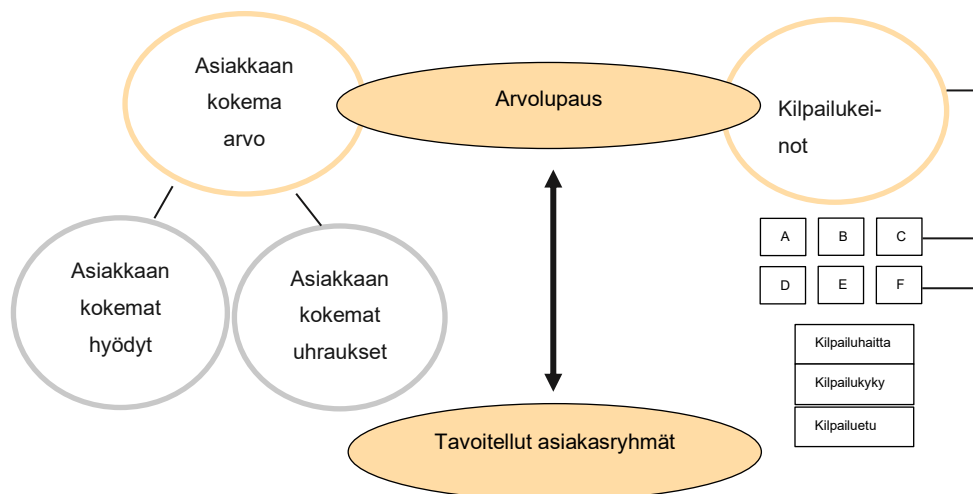 Asiakkaan
kokema
arvo
Arvolupaus
Kilpailukei-
not
Asiakkaan
kokemat
hyödyt
Asiakkaan
kokemat
uhraukset
A B C
D E F
Kilpailuhaitta
Kilpailukyky
Kilpailuetu
Tavoitellut asiakasryhmät